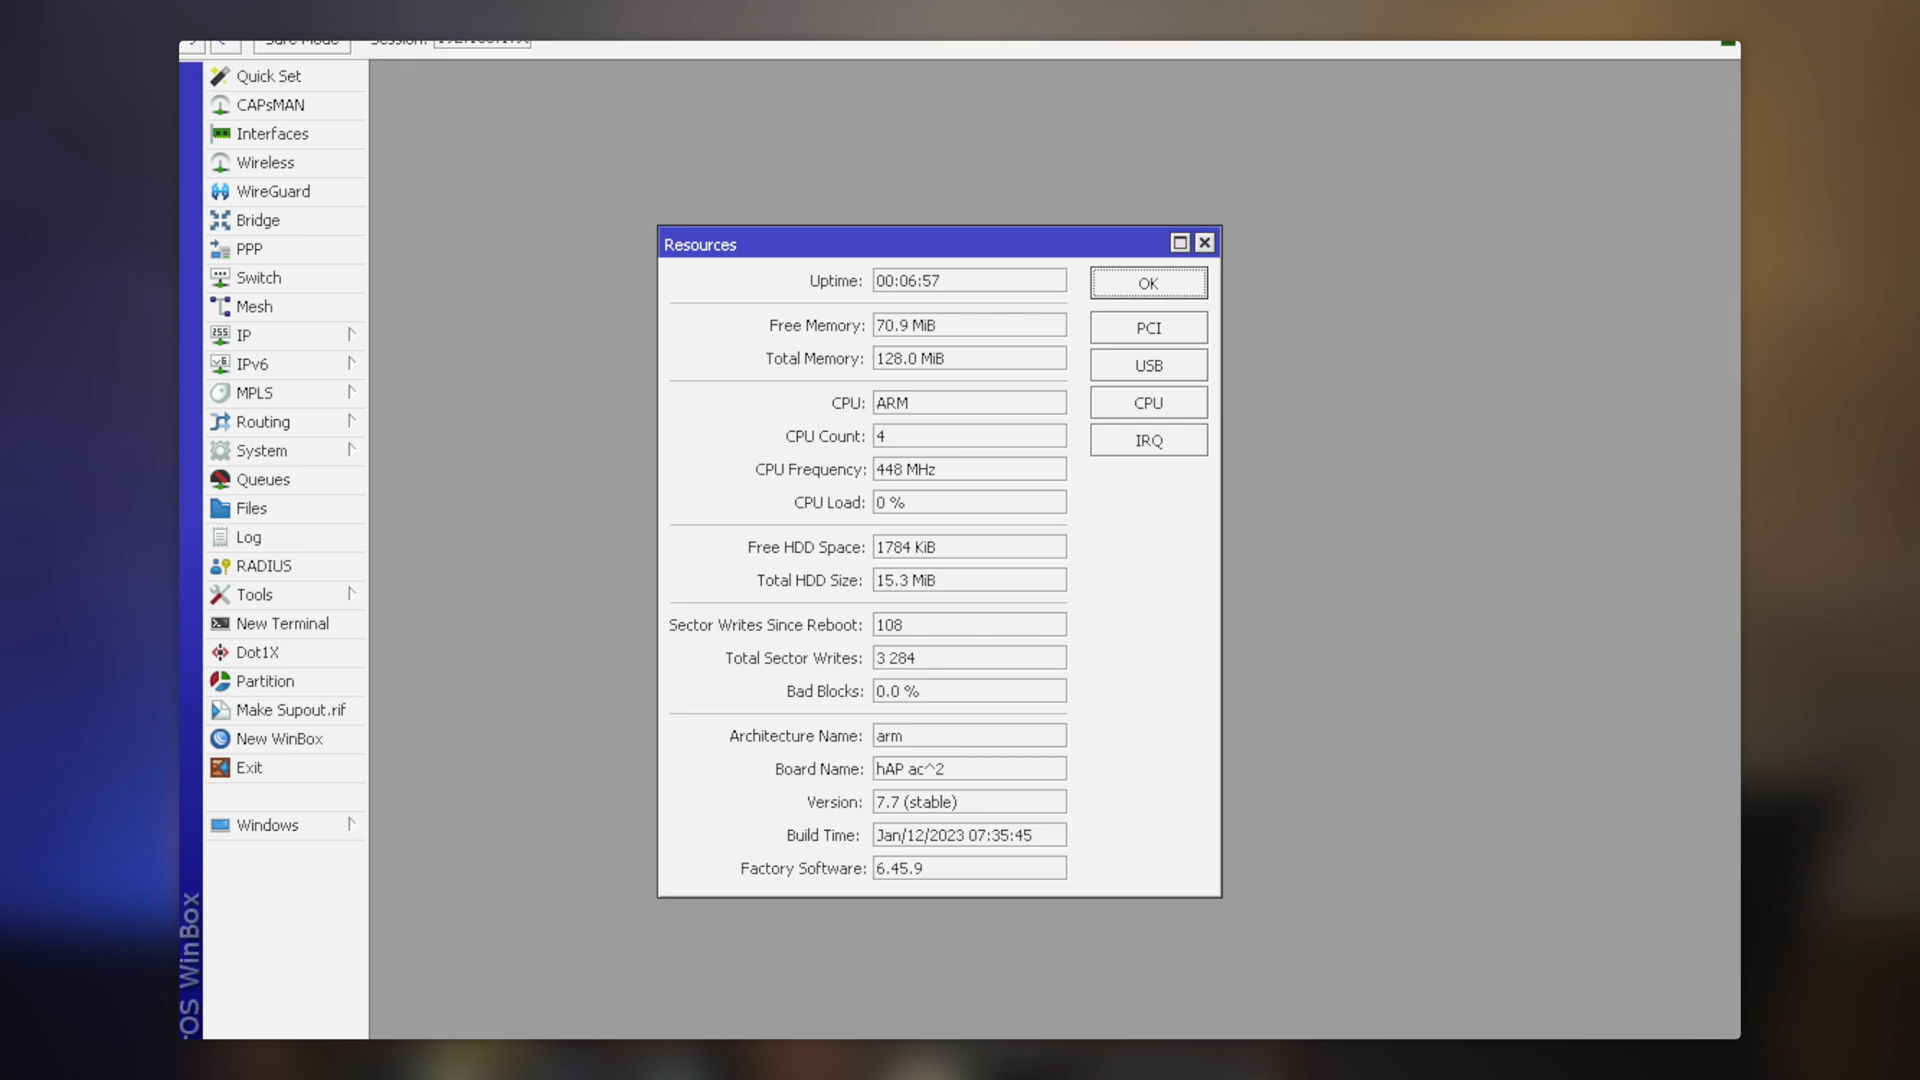 Safe Mode Session:
Quick Set
CAPsMAN
Interfaces
Wireless
WireGuard
Bridge
PPP
Switch
Mesh
IP
IPv6
MPLS
Routing
System
Queues
Files
Log
RADIUS
Tools
New Terminal
Dot1X
Partition
Make Supout.rif
New WinBox
Exit
Windows
OS WinBox
Resources
Uptime: 00:06:57
Free Memory: 70.9 MiB
Total Memory: 128.0 MiB
CPU: ARM
CPU Count: 4
CPU Frequency: 448 MHz
CPU Load: 0 %
Free HDD Space: 1784 KiB
Total HDD Size: 15.3 MiB
Sector Writes Since Reboot: 108
Total Sector Writes: 3 284
Bad Blocks: 0.0 %
Architecture Name: arm
Board Name: hAP ac^2
Version: 7.7 (stable)
Build Time: Jan/12/2023 07:35:45
Factory Software: 6.45.9
OK
PCI
USB
CPU
IRQ